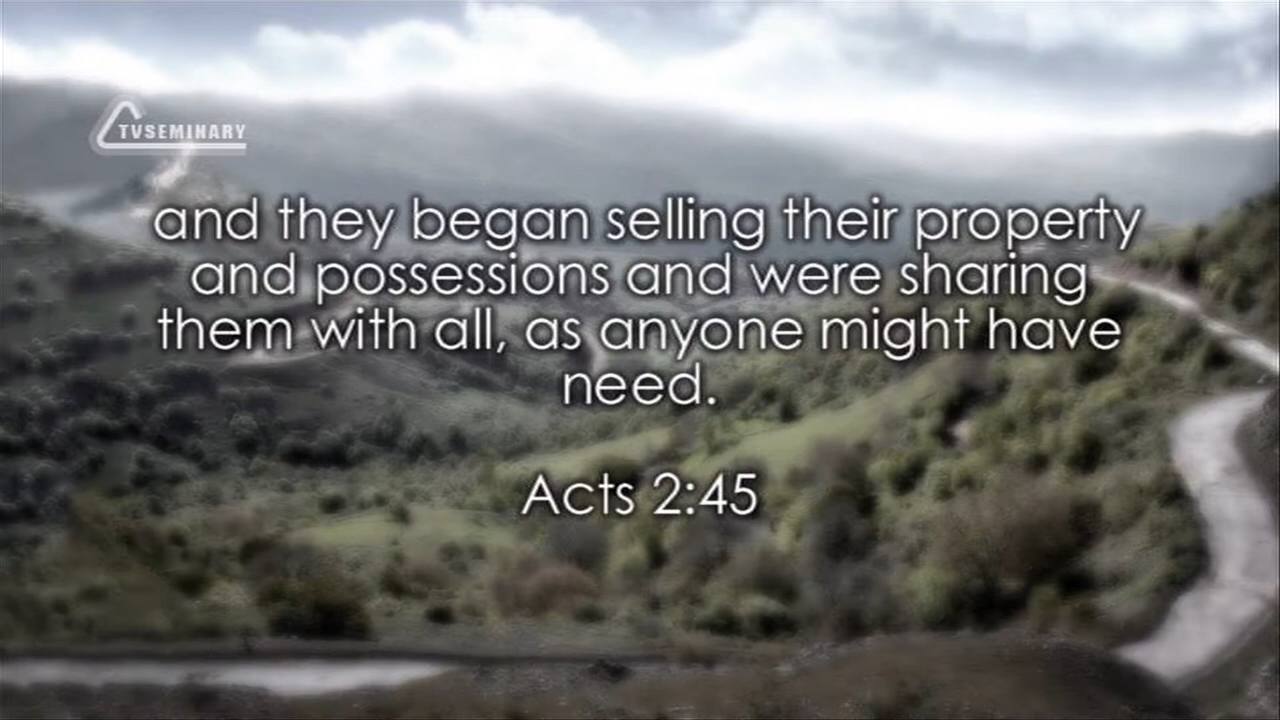 TVSEMINARY
and they began selling their property
and possessions and were sharing
them with all, as anyone might have
need.
Acts 2:45